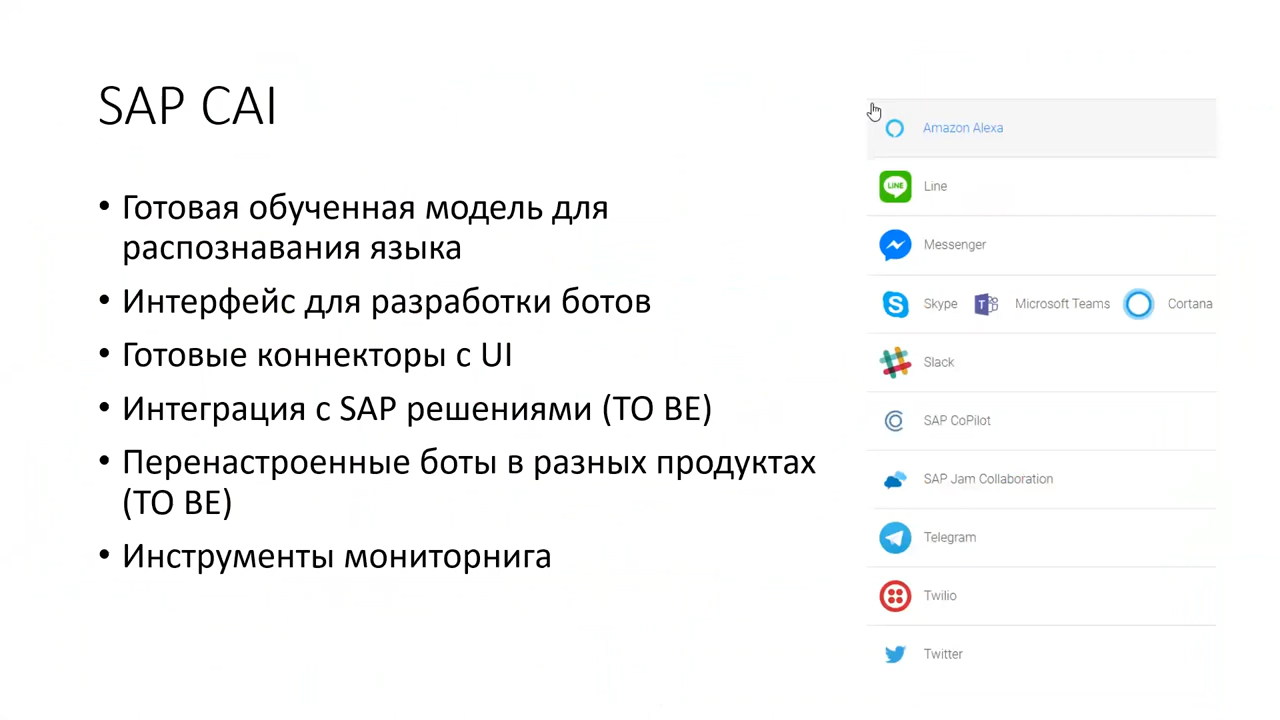 SAP CAI
• Готовая обученная модель для
распознавания языка
• Интерфейс для разработки ботов
• Готовые коннекторы с UI
• Интеграция с SAP решениями (TO BE)
• Перенастроенные боты в разных продуктах
(TO BE)
• Инструменты мониторнига
Amazon Alexa
LINE Line
Messenger
Skype Microsoft Teams Cortana
Slack
SAP CoPilot
SAP Jam Collaboration
Telegram
Twilio
Twitter